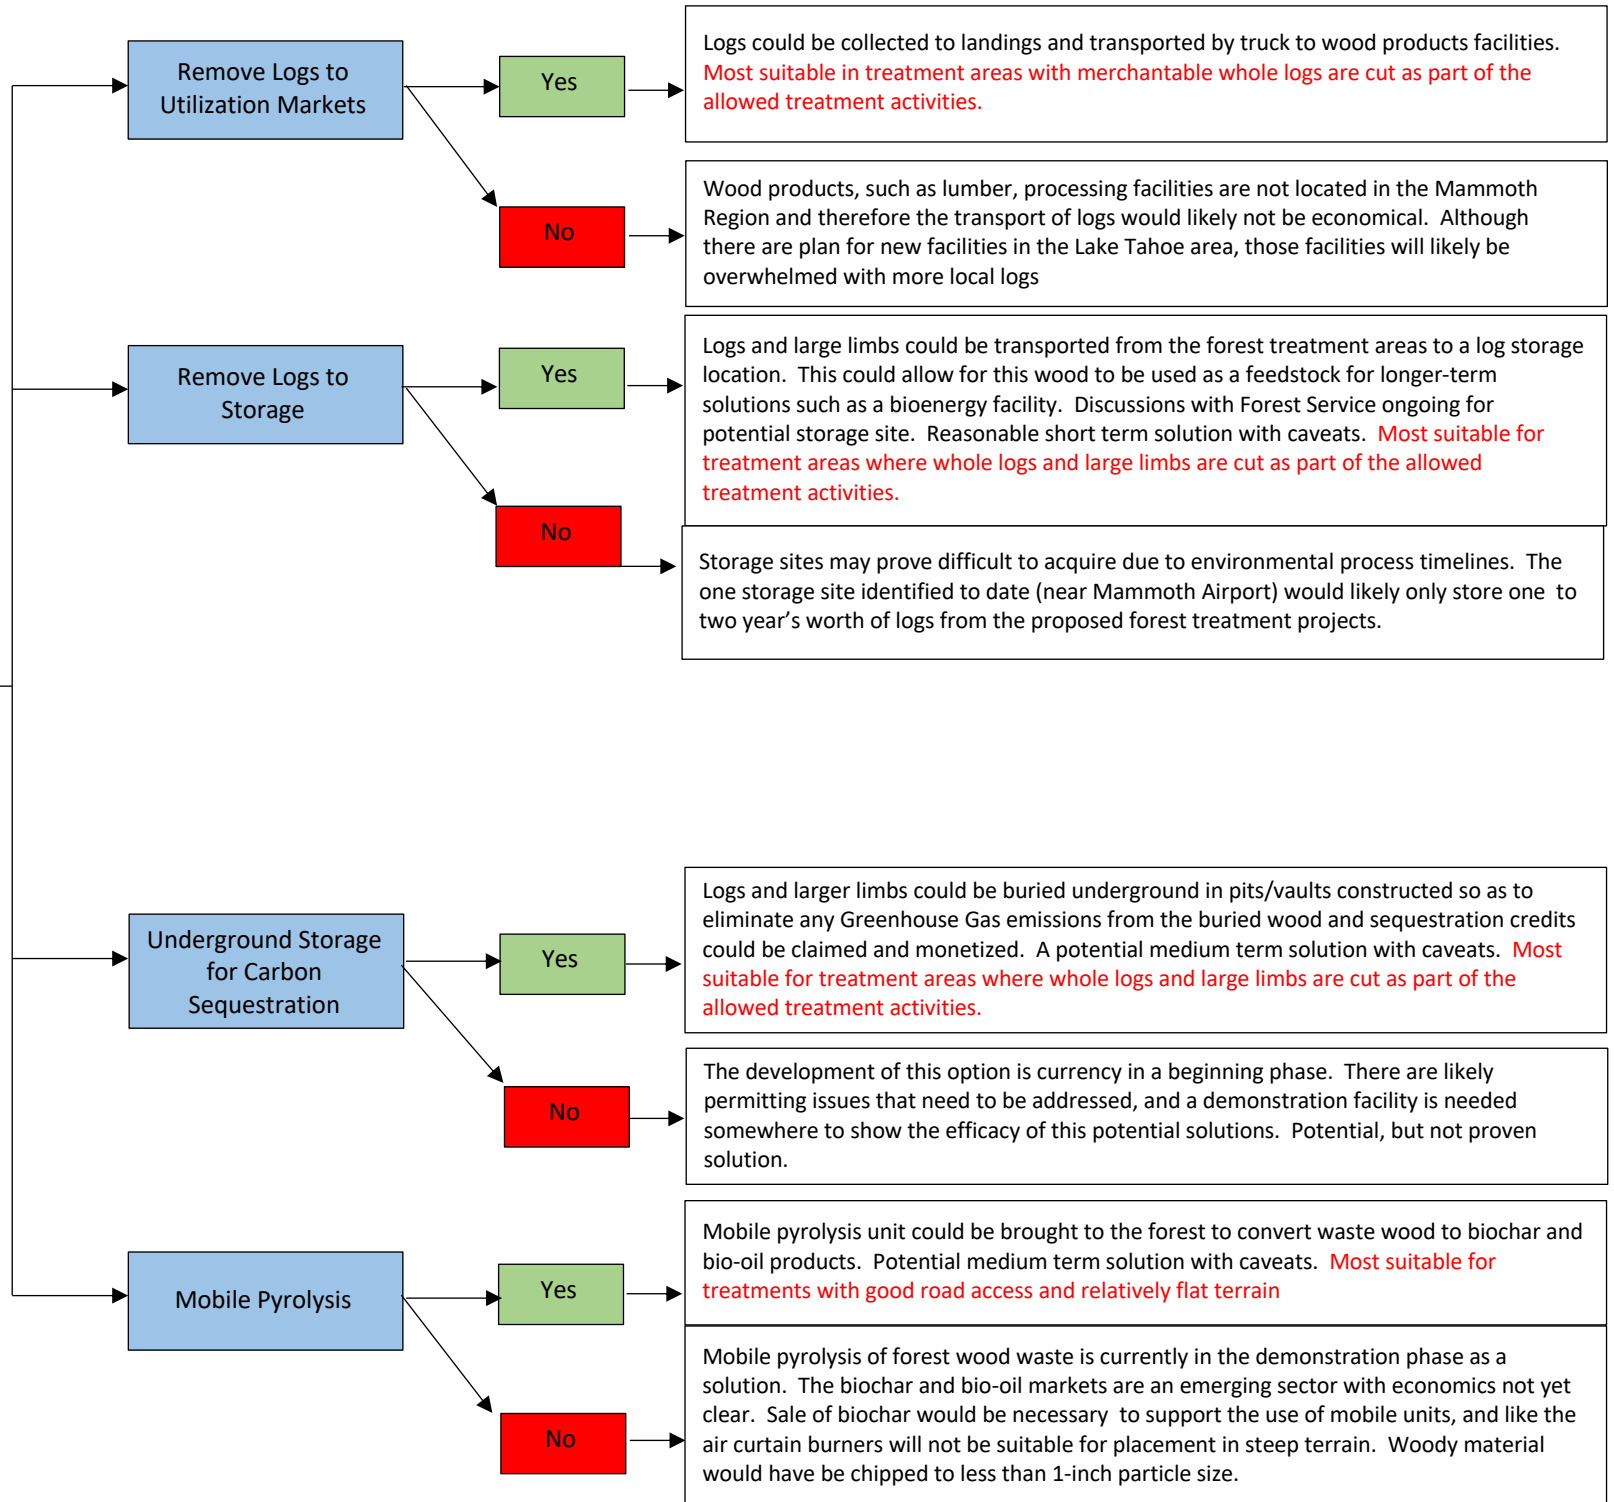 Remove Logs to
Utilization Markets
Yes
Logs could be collected to landings and transported by truck to wood products facilities.
Most suitable in treatment areas with merchantable whole logs are cut as part of the
allowed treatment activities.
No
Wood products, such as lumber, processing facilities are not located in the Mammoth
Region and therefore the transport of logs would likely not be economical.  Although
there are plan for new facilities in the Lake Tahoe area, those facilities will likely be
overwhelmed with more local logs
Remove Logs to
Storage
Yes
Logs and large limbs could be transported from the forest treatment areas to a log storage
location.  This could allow for this wood to be used as a feedstock for longer-term
solutions such as a bioenergy facility.  Discussions with Forest Service ongoing for
potential storage site.  Reasonable short term solution with caveats.  Most suitable for
treatment areas where whole logs and large limbs are cut as part of the allowed
treatment activities.
No
Storage sites may prove difficult to acquire due to environmental process timelines.  The
one storage site identified to date (near Mammoth Airport) would likely only store one  to
two year’s worth of logs from the proposed forest treatment projects.
Underground Storage
for Carbon
Sequestration
Yes
Logs and larger limbs could be buried underground in pits/vaults constructed so as to
eliminate any Greenhouse Gas emissions from the buried wood and sequestration credits
could be claimed and monetized.  A potential medium term solution with caveats.  Most
suitable for treatment areas where whole logs and large limbs are cut as part of the
allowed treatment activities.
No
The development of this option is currency in a beginning phase.  There are likely
permitting issues that need to be addressed, and a demonstration facility is needed
somewhere to show the efficacy of this potential solutions.  Potential, but not proven
solution.
Mobile Pyrolysis
Yes
Mobile pyrolysis unit could be brought to the forest to convert waste wood to biochar and
bio-oil products.  Potential medium term solution with caveats.  Most suitable for
treatments with good road access and relatively flat terrain
No
Mobile pyrolysis of forest wood waste is currently in the demonstration phase as a
solution.  The biochar and bio-oil markets are an emerging sector with economics not yet
clear.  Sale of biochar would be necessary  to support the use of mobile units, and like the
air curtain burners will not be suitable for placement in steep terrain.  Woody material
would have be chipped to less than 1-inch particle size.